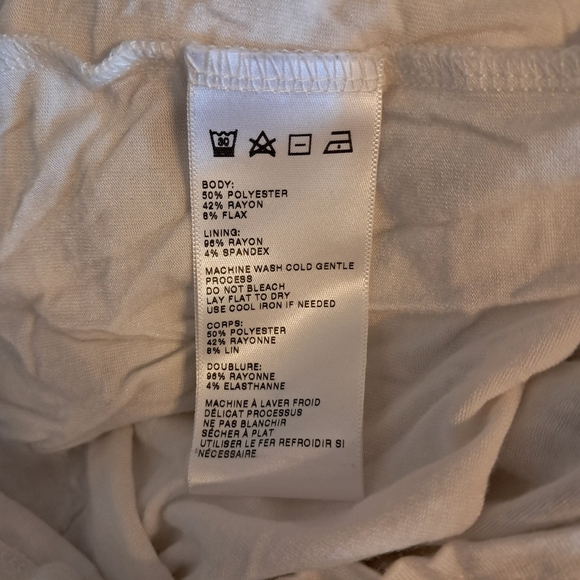 30
BODY:
50% POLYESTER
42% RAYON
8% FLAX
LINING:
96% RAYON
4% SPANDEX
MACHINE WASH COLD GENTLE
PROCESS
DO NOT BLEACH
LAY FLAT TO DRY
USE COOL IRON IF NEEDED
CORPS:
50% POLYESTER
42% RAYONNE
8% LIN
DOUBLURE:
96% RAYONNE
4% ELASTHANNE
MACHINE À LAVER FROID
DÉLICAT PROCESSUS
NE PAS BLANCHIR
SÉCHER À PLAT
UTILISER LE FER REFROIDIR SI
NÉCESSAIRE